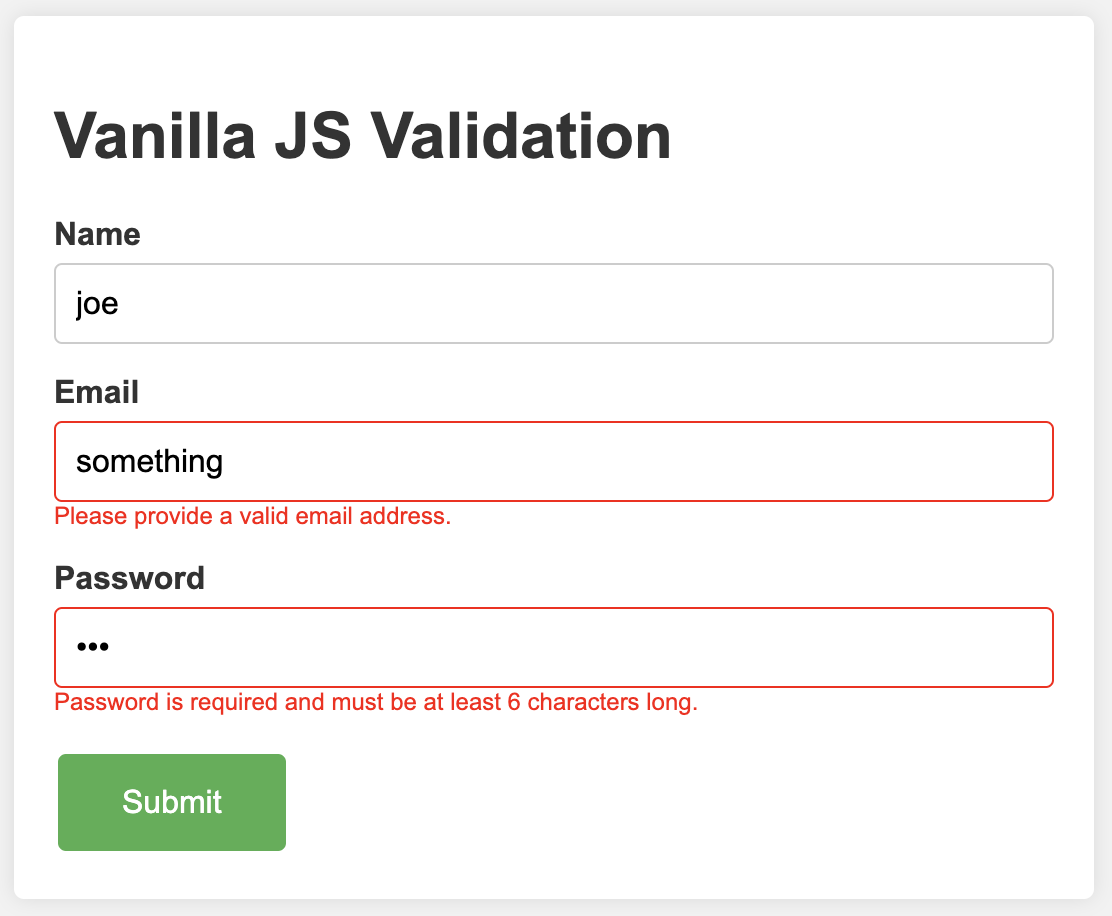 Vanilla JS Validation
Name
joe
Email
something
Please provide a valid email address.
Password
•••
Password is required and must be at least 6 characters long.
Submit